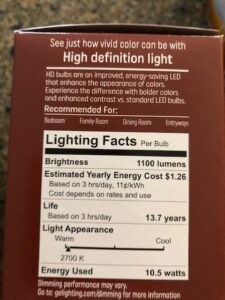 See just how vivid color can be with
High definition light
HD bulbs are an improved, energy-saving LED
that enhance the appearance of colors.
Experience the difference with bolder colors
and enhanced contrast vs. standard LED bulbs.
Recommended For:
Bedroom Family Room Dining Room Entryways
Lighting Facts Per Bulb
Brightness 1100 lumens
Estimated Yearly Energy Cost $1.26
Based on 3 hrs/day, 11¢/kWh
Cost depends on rates and use
Life
Based on 3 hrs/day 13.7 years
Light Appearance
Warm Cool
2700 K
Energy Used 10.5 watts
Dimming performance may vary.
Go to: gelighting.com/dimming for more information